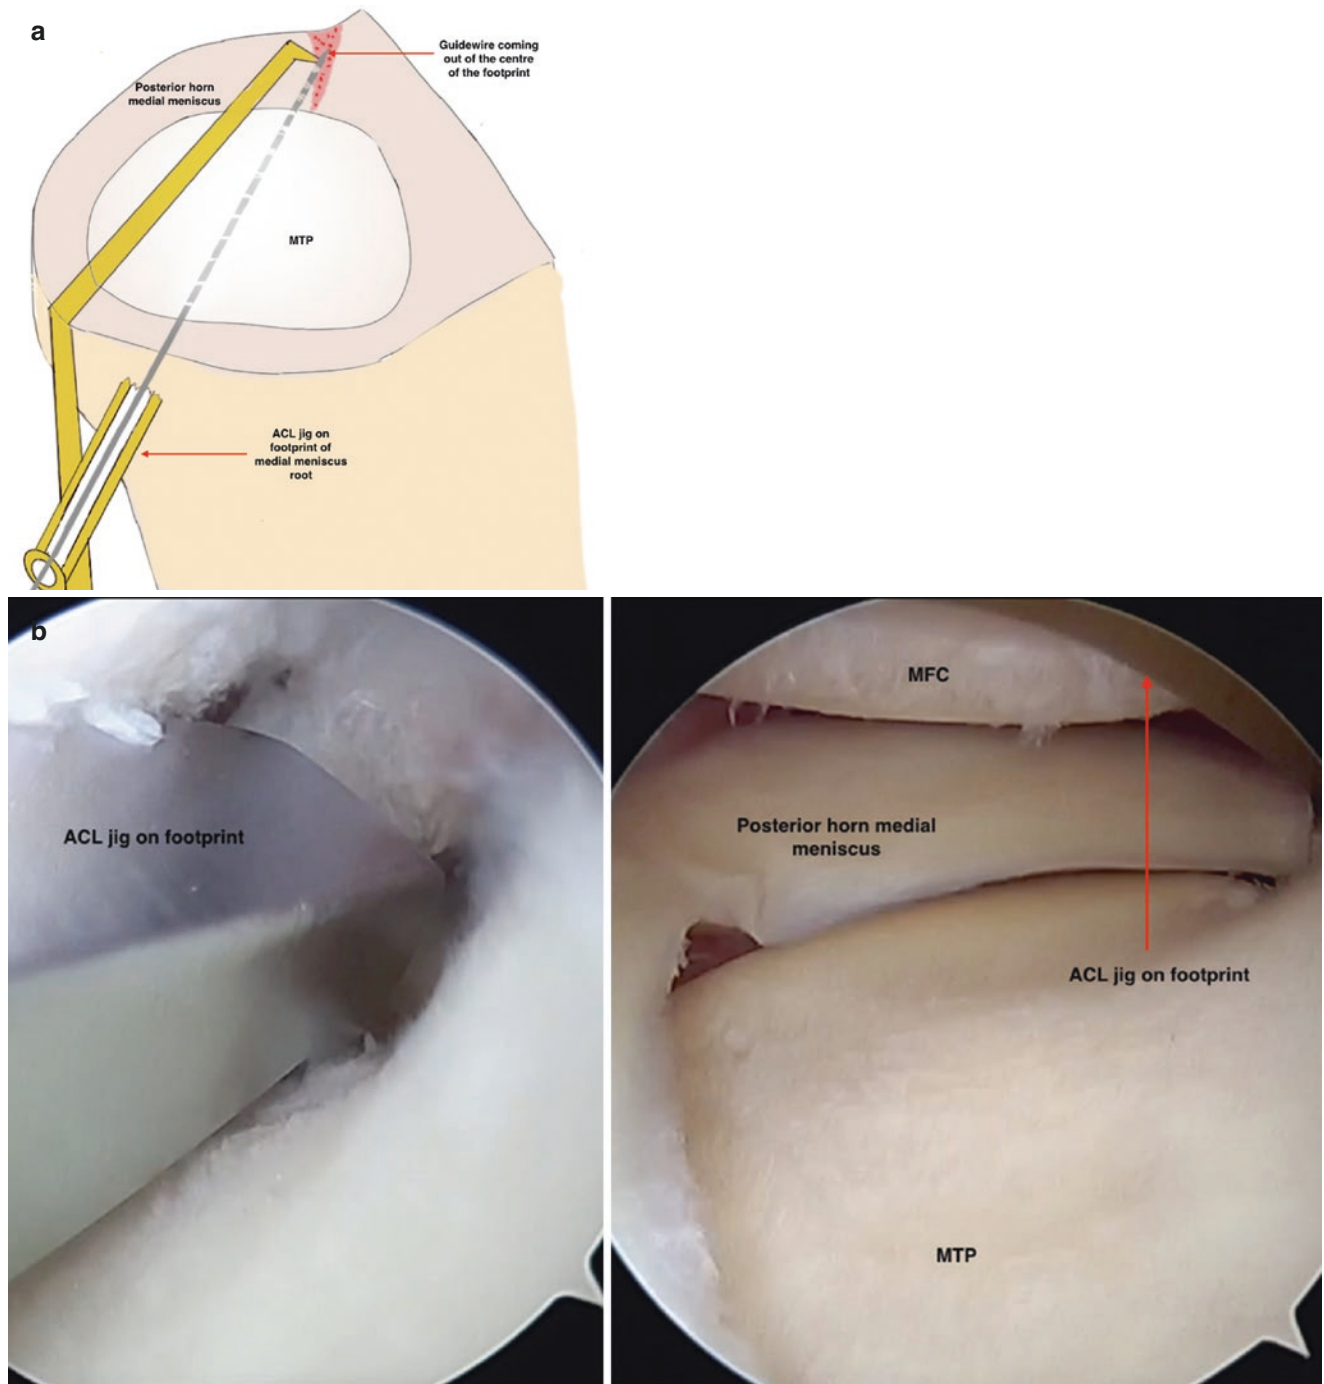 a
Guidewire coming
out of the centre
of the footprint
Posterior horn
medial meniscus
MTP
ACL jig on
footprint of
medial meniscus
root
b
ACL jig on footprint
MFC
Posterior horn medial
meniscus
ACL jig on footprint
MTP